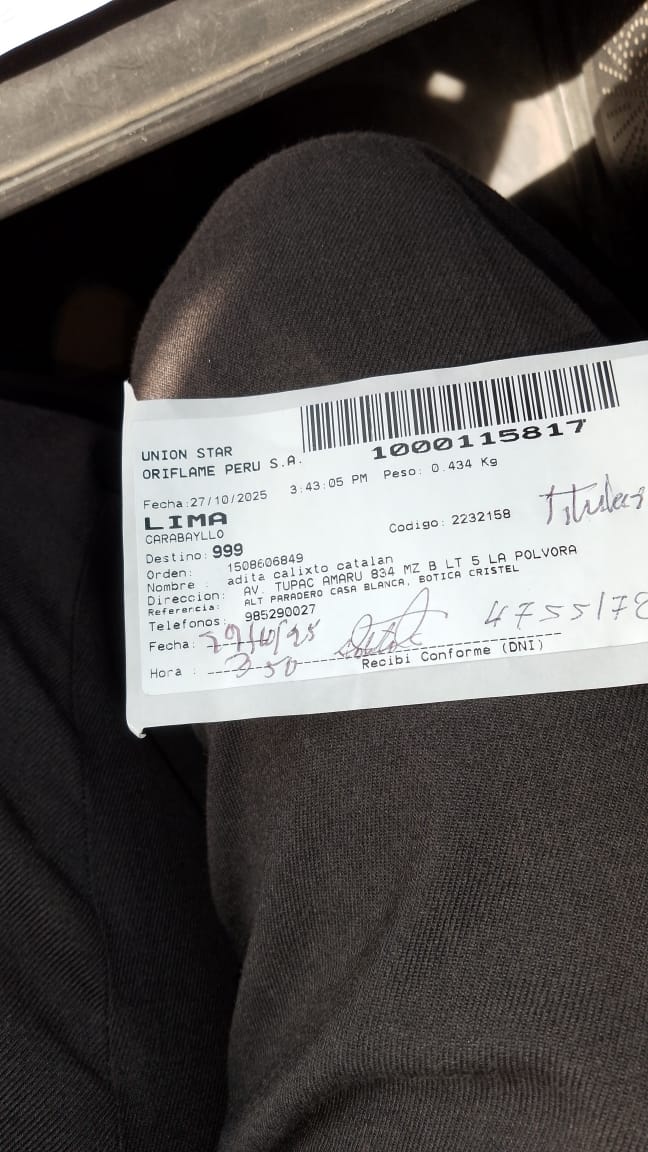 UNION STAR
ORIFLAME PERU S.A.
1000115817
Fecha:27/10/2025 3:43:05 PM Peso: 0.434 Kg
LIMA
CARABAYLLO
Codigo: 2232158
Titular
Destino: 999
Orden: 1508606849
Nombre : adita calixto catalan
Direccion: AV. TUPAC AMARU 834 MZ B LT 5 LA POLVORA
Referencia: ALT PARADERO CASA BLANCA, BOTICA CRISTEL
Telefonos: 985290027
Fecha: 29/10/25
4755178
Hora : 3 50
Recibi Conforme (DNI)